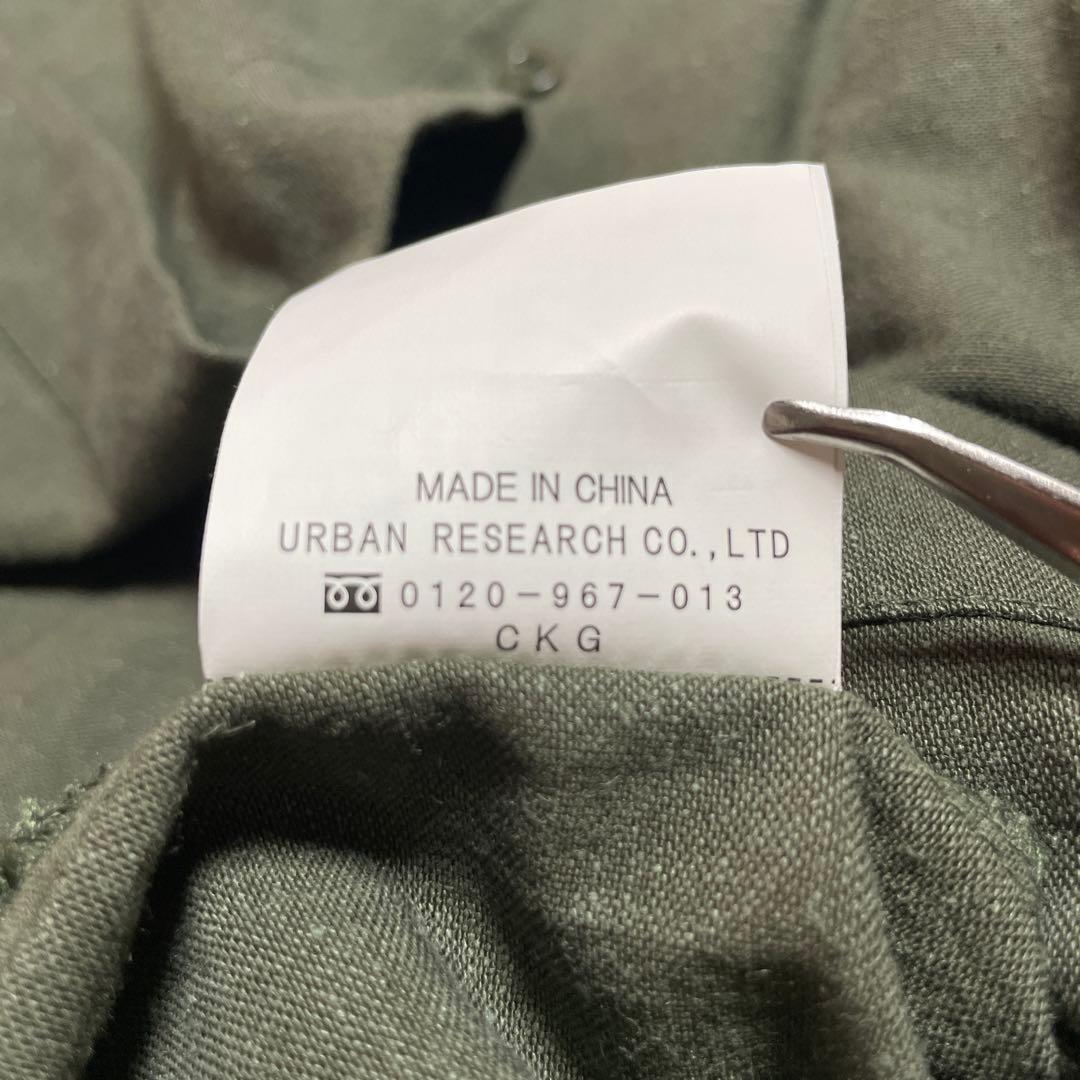 MADE IN CHINA
URBAN RESEARCH CO.,LTD
0120-967-013
CKG